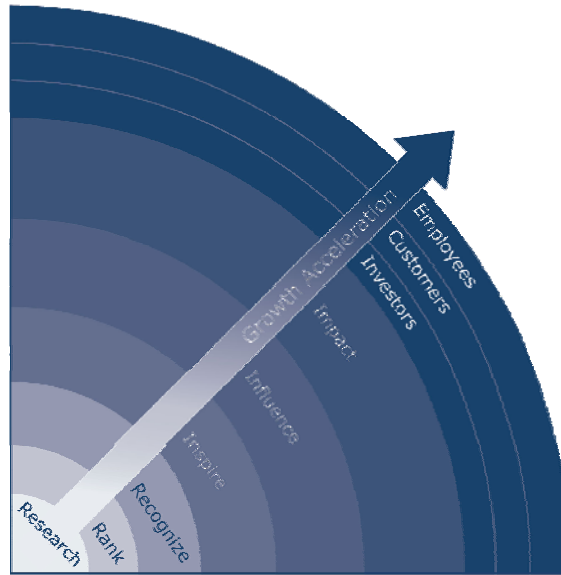 Research
Rank
Recognize
Inspire
Influence
Impact
Investors
Customers
Employees
Growth Acceleration